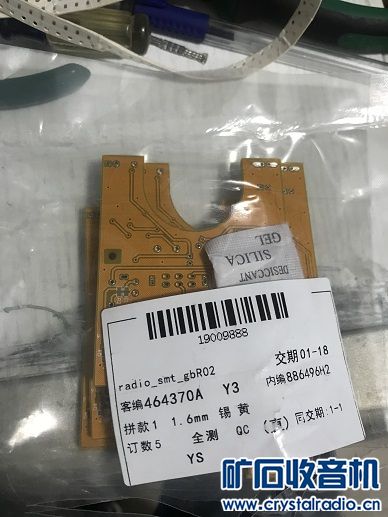 DESICCANT
SILICA
GEL
19009888
radio_smt_gbR02
交期01-18
客编464370A Y3 内编886496H2
拼款1 1.6mm 锡 黄
订数5 全测 QC 同交期:1-1
YS
矿石收音机
www.crystalradio.cn